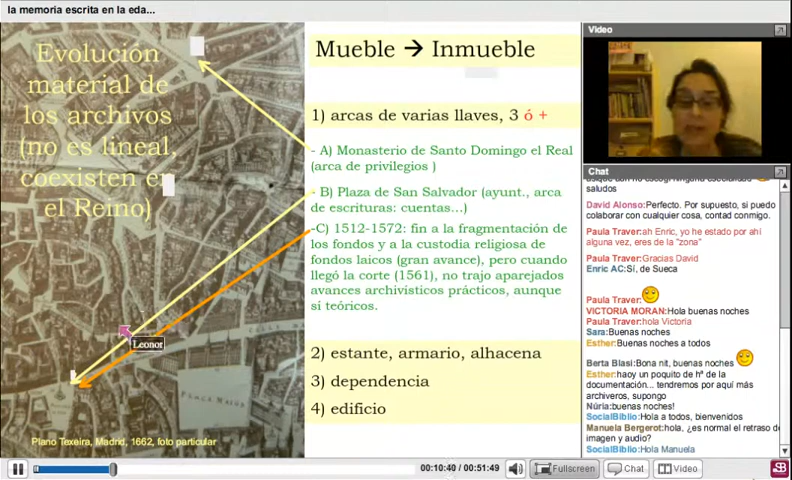 la memoria escrita en la eda...
Evolución
material de
los archivos
(no es lineal,
coexisten en
el Reino)
Leonor
PLAÇA MAIOR
Plano Texeira, Madrid, 1662, foto particular
Mueble → Inmueble
1) arcas de varias llaves, 3 ó +
- A) Monasterio de Santo Domingo el Real
(arca de privilegios )
- B) Plaza de San Salvador (ayunt., arca
de escrituras: cuentas...)
-C) 1512-1572: fin a la fragmentación de
los fondos y a la custodia religiosa de
fondos laicos (gran avance), pero cuando
llegó la corte (1561), no trajo aparejados
avances archivísticos prácticos, aunque
sí teóricos.
2) estante, armario, alhacena
3) dependencia
4) edificio
Video
Chat
saludos
David Alonso:Perfecto. Por supuesto, si puedo
colaborar con cualquier cosa, contad conmigo.
Paula Traver:ah Enric, yo he estado por ahí
alguna vez, eres de la "zona"
Paula Traver:Gracias David
Enric AC:Sí, de Sueca
Paula Traver:
VICTORIA MORAN:Hola buenas noches
Paula Traver:hola Victoria
Sara:Buenas noches
Esther:Buenas noches a todos
Berta Blasi:Bona nit, buenas noches
Esther:haoy un poquito de hª de la
documentación... tendremos por aquí más
archiveros, supongo
Núria:buenas noches!
SocialBiblio:Hola a todos, bienvenidos
Manuela Bergerot:hola, ¿es normal el retraso de
imagen y audio?
SocialBiblio:Hola Manuela
00:10:40 / 00:51:49
Fullscreen
Chat
Video
SB